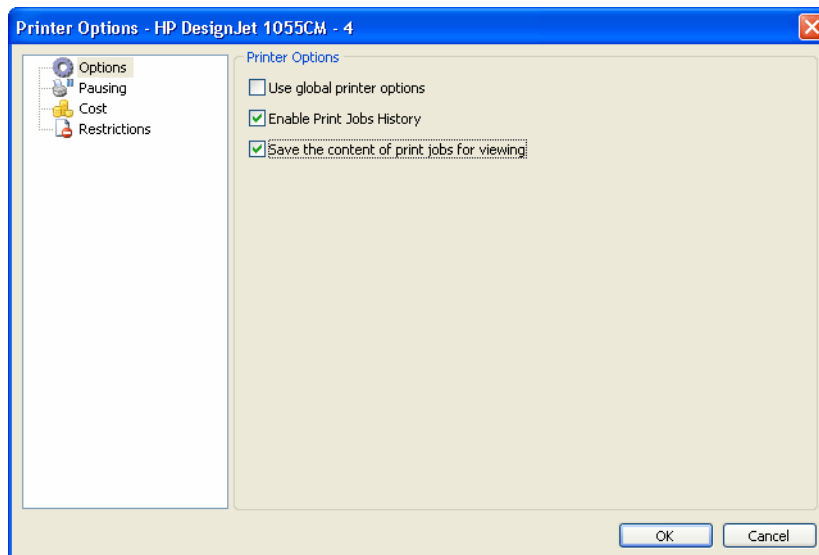 Printer Options - HP DesignJet 1055CM - 4
Options
Pausing
Cost
Restrictions
Printer Options
Use global printer options
Enable Print Jobs History
Save the content of print jobs for viewing
OK
Cancel